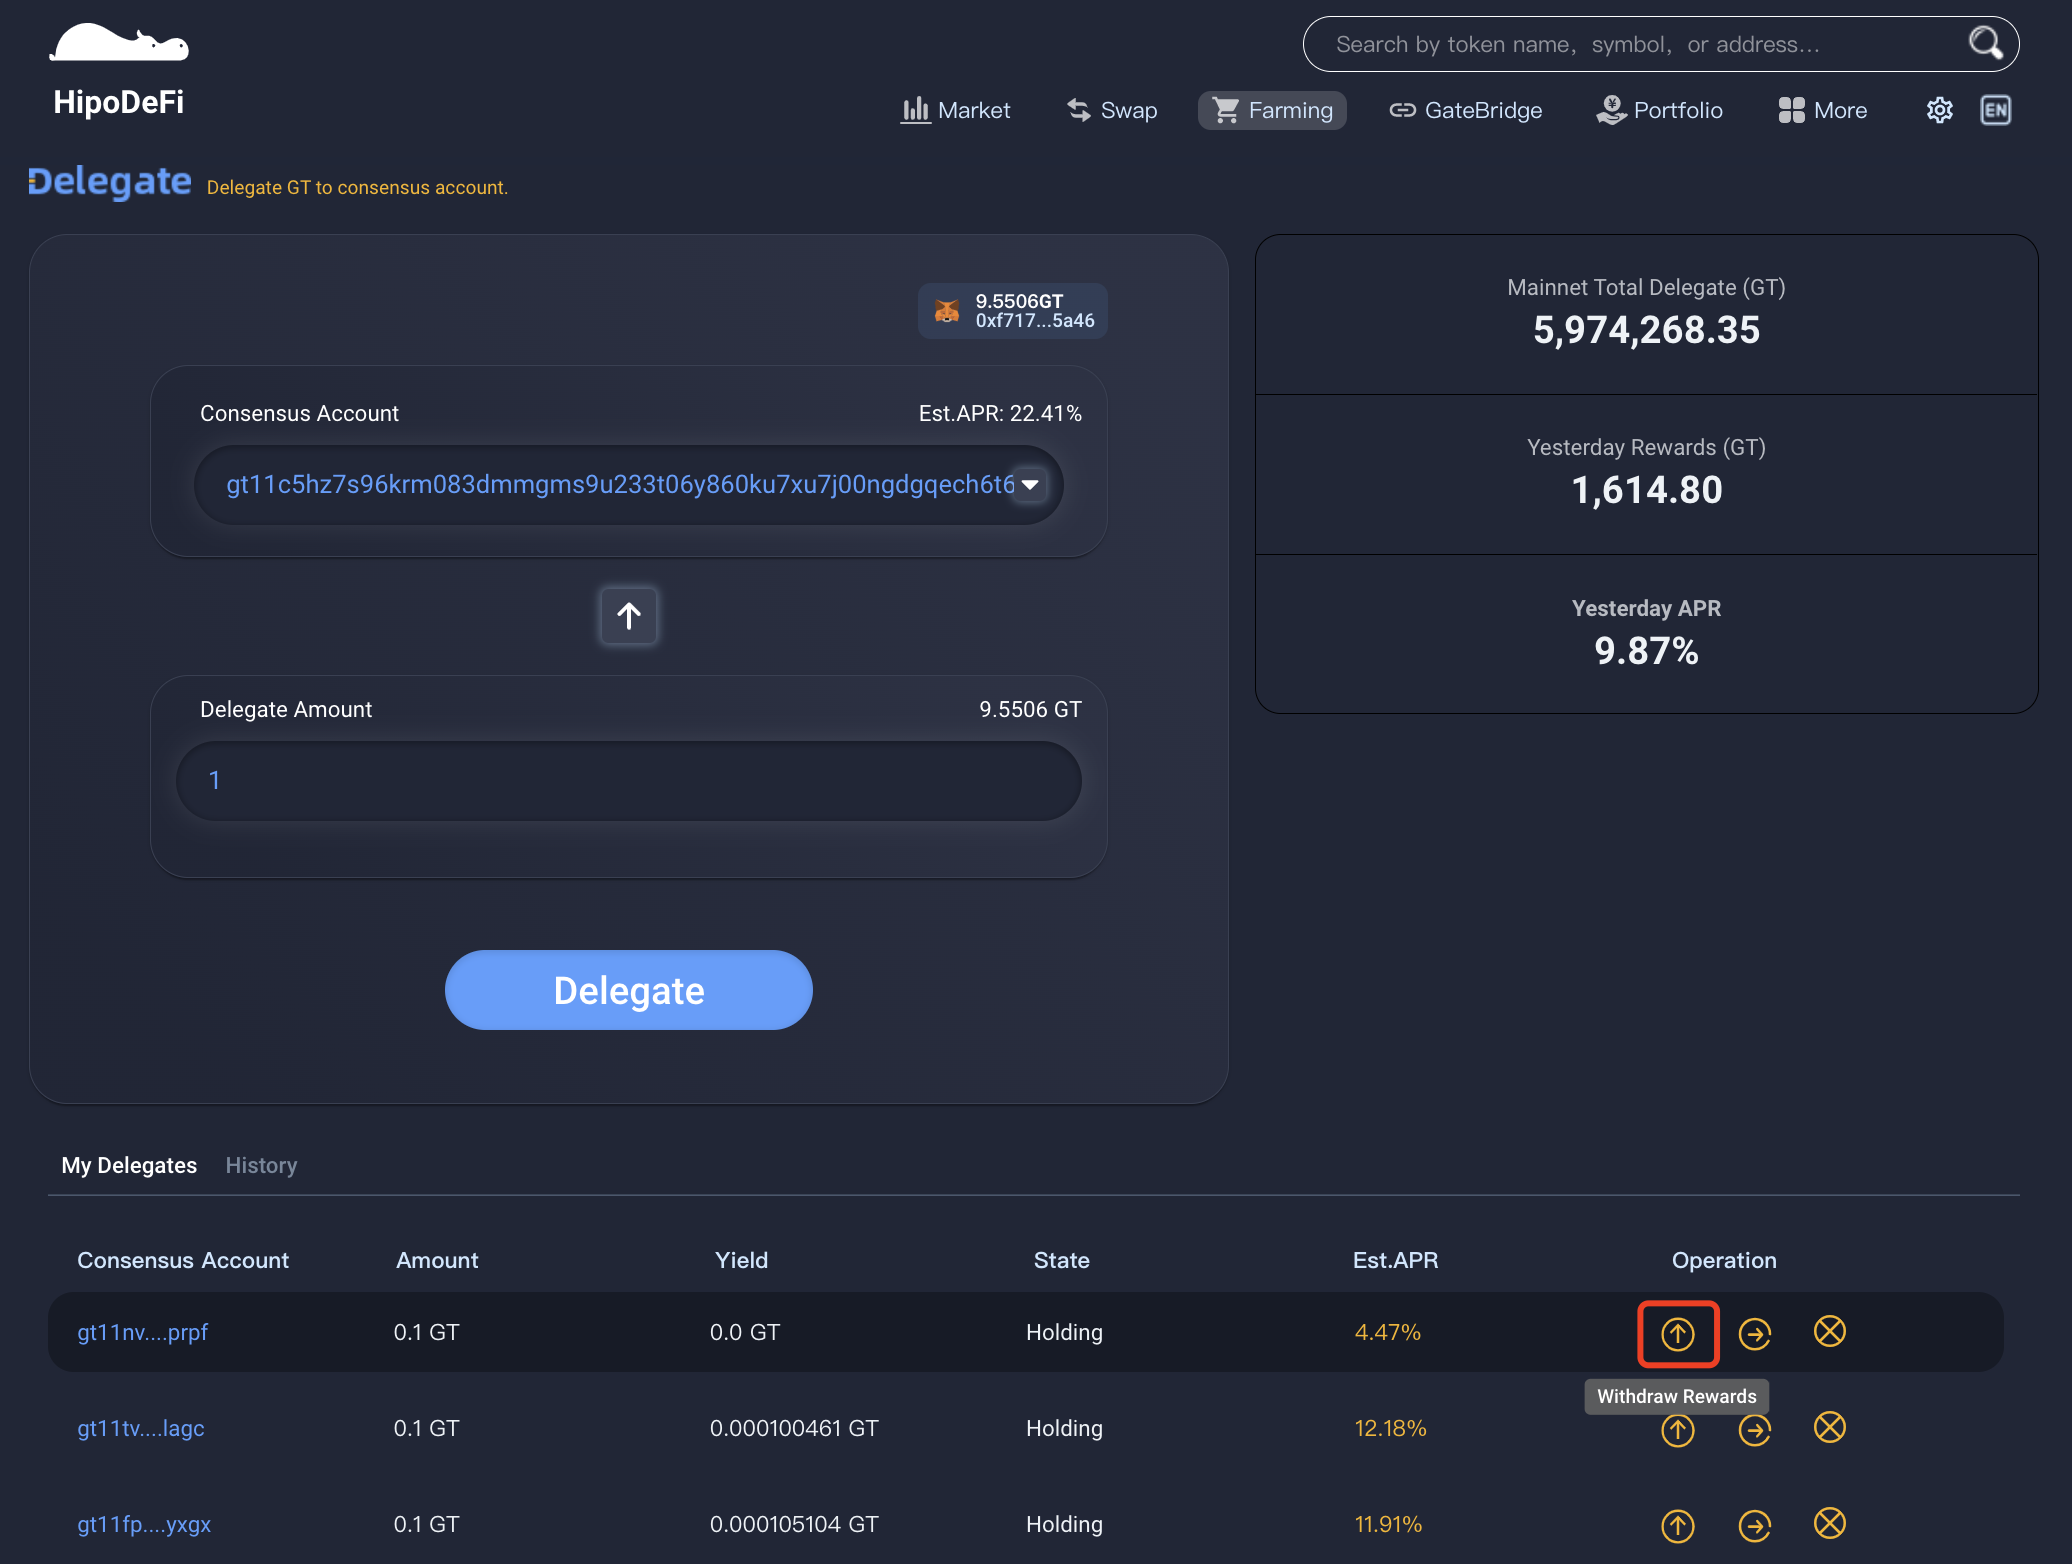 HipoDeFi
Search by token name, symbol, or address...
Market
Swap
Farming
GateBridge
Portfolio
More
EN
Delegate
Delegate GT to consensus account.
9.5506GT
0xf717...5a46
Consensus Account
Est.APR: 22.41%
gt11c5hz7s96krm083dmmgms9u233t06y860ku7xu7j00ngdgqech6t6
Delegate Amount
9.5506 GT
1
Delegate
Mainnet Total Delegate (GT)
5,974,268.35
Yesterday Rewards (GT)
1,614.80
Yesterday APR
9.87%
My Delegates
History
Consensus Account Amount Yield State Est.APR Operation
gt11nv....prpf 0.1 GT 0.0 GT Holding 4.47%
Withdraw Rewards
gt11tv....lagc 0.1 GT 0.000100461 GT Holding 12.18%
gt11fp....yxgx 0.1 GT 0.000105104 GT Holding 11.91%